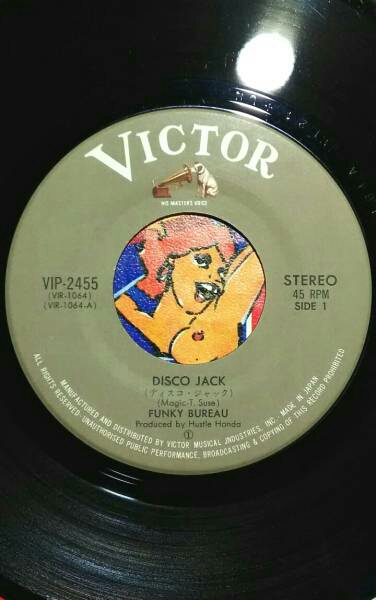 VICTOR
HIS MASTER'S VOICE
VIP-2455
(VIR-1064)
(VIR-1064-A)
STEREO
45 RPM
SIDE 1
DISCO JACK
(ディスコ・ジャック)
(Magic-T. Suse)
FUNKY BUREAU
Produced by Hustle Honda
①
MANUFACTURED AND DISTRIBUTED BY VICTOR MUSICAL INDUSTRIES, INC. MADE IN JAPAN
ALL RIGHTS RESERVED. UNAUTHORISED PUBLIC PERFORMANCE, BROADCASTING & COPYING OF THIS RECORD PROHIBITED